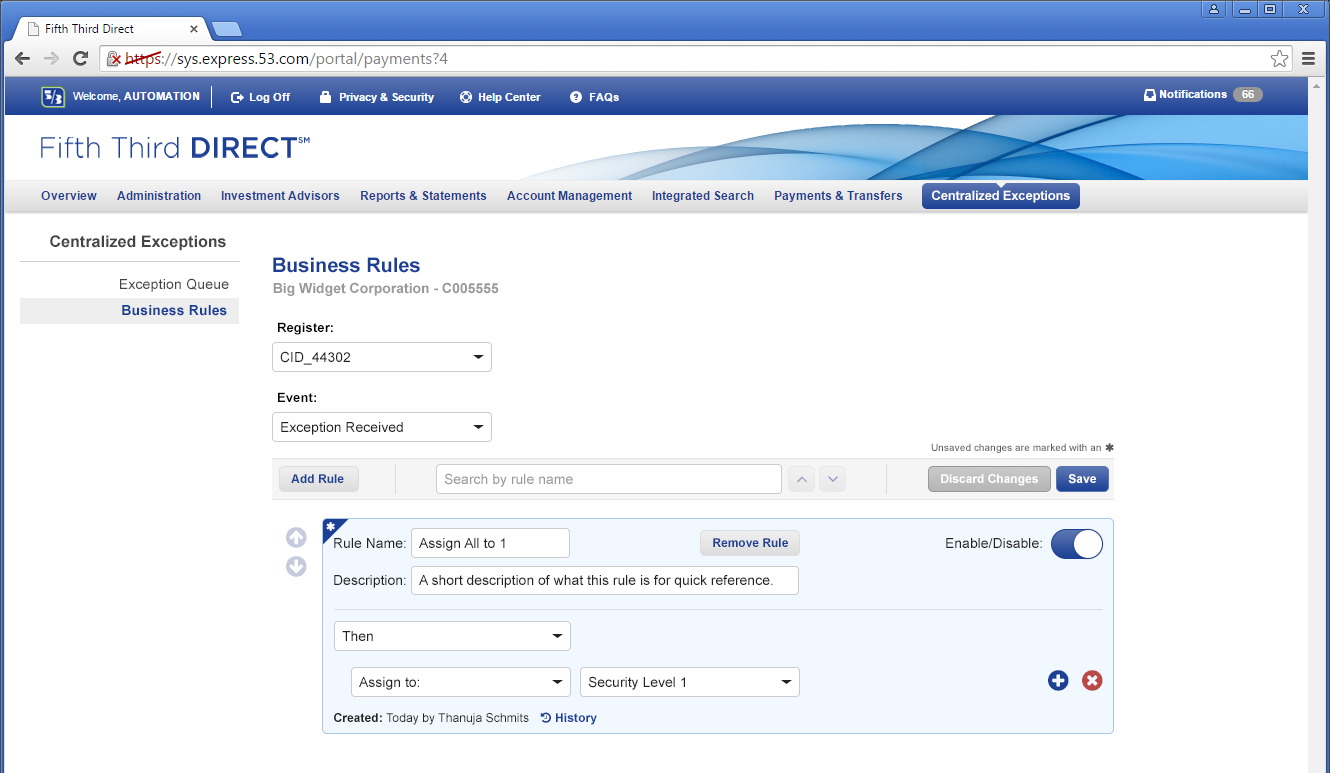 Fifth Third Direct
https://sys.express.53.com/portal/payments?4
5/3 Welcome, AUTOMATION Log Off Privacy & Security Help Center FAQs Notifications 66
Fifth Third DIRECT℠
Overview Administration Investment Advisors Reports & Statements Account Management Integrated Search Payments & Transfers Centralized Exceptions
Centralized Exceptions
Exception Queue
Business Rules
Business Rules
Big Widget Corporation - C005555
Register:
CID_44302
Event:
Exception Received
Unsaved changes are marked with an ✱
Add Rule Search by rule name Discard Changes Save
✱
Rule Name: Assign All to 1 Remove Rule Enable/Disable:
Description: A short description of what this rule is for quick reference.
Then
Assign to: Security Level 1
Created: Today by Thanuja Schmits History